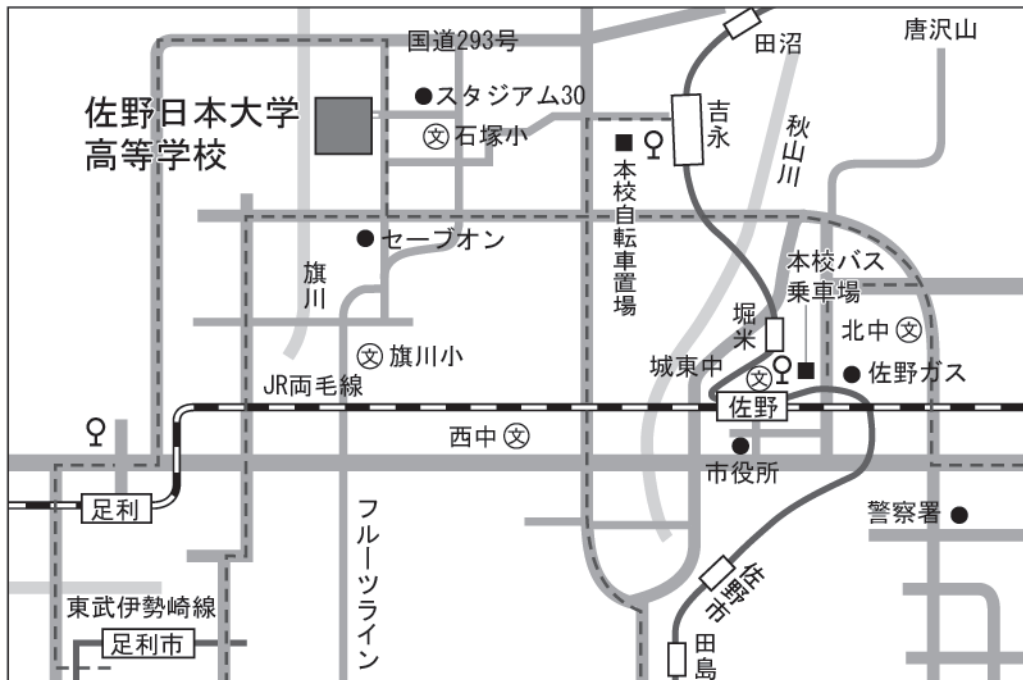 国道293号
田沼
唐沢山
佐野日本大学
高等学校
スタジアム30
文
石塚小
吉永
秋山川
本校自転車置場
セーブオン
旗川
本校バス
乗車場
堀米
北中
文
文
旗川小
城東中
文
佐野ガス
JR両毛線
佐野
西中
文
市役所
足利
フルーツライン
警察署
佐野市
東武伊勢崎線
足利市
田島